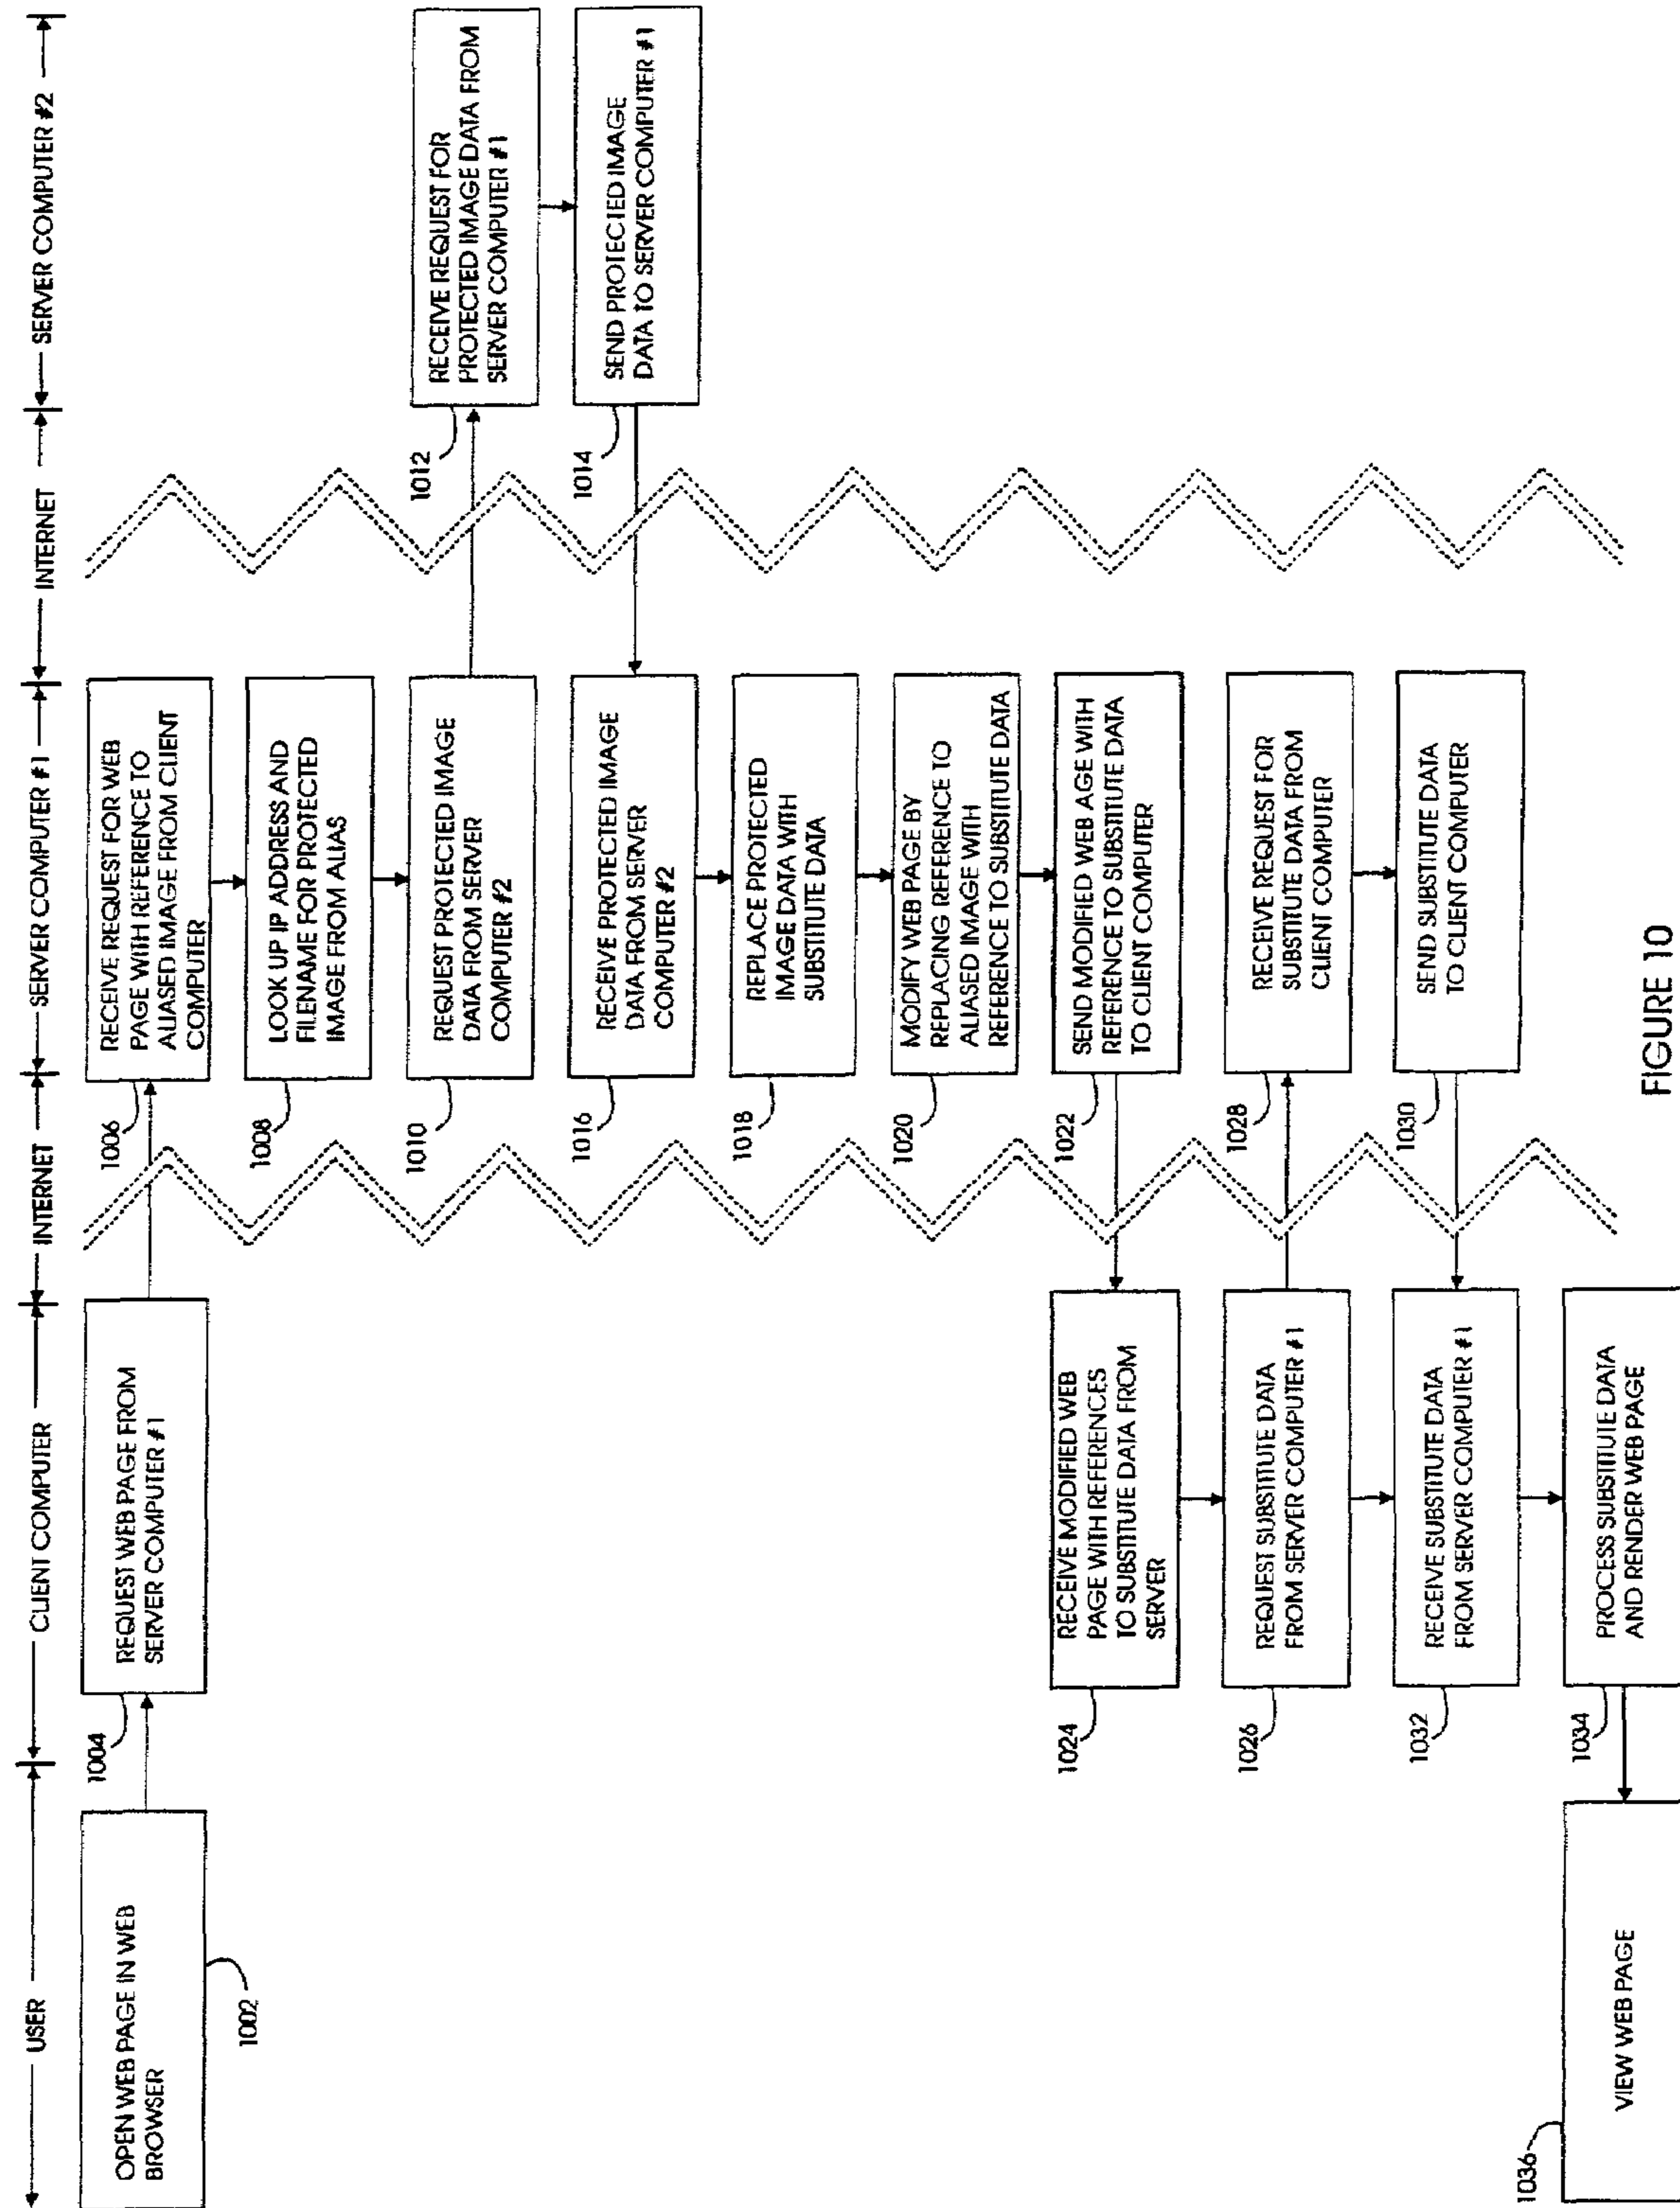 USER
CLIENT COMPUTER
INTERNET
SERVER COMPUTER #1
INTERNET
SERVER COMPUTER #2
OPEN WEB PAGE IN WEB
BROWSER
1002
REQUEST WEB PAGE FROM
SERVER COMPUTER #1
1004
RECEIVE REQUEST FOR WEB
PAGE WITH REFERENCE TO
ALIASED IMAGE FROM CLIENT
COMPUTER
1006
LOOK UP IP ADDRESS AND
FILENAME FOR PROTECTED
IMAGE FROM ALIAS
1008
REQUEST PROTECTED IMAGE
DATA FROM SERVER
COMPUTER #2
1010
RECEIVE REQUEST FOR
PROTECTED IMAGE DATA FROM
SERVER COMPUTER #1
1012
SEND PROTECTED IMAGE
DATA TO SERVER COMPUTER #1
1014
RECEIVE PROTECTED IMAGE
DATA FROM SERVER
COMPUTER #2
1016
REPLACE PROTECTED
IMAGE DATA WITH
SUBSTITUTE DATA
1018
MODIFY WEB PAGE BY
REPLACING REFERENCE TO
ALIASED IMAGE WITH
REFERENCE TO SUBSTITUTE DATA
1020
SEND MODIFIED WEB AGE WITH
REFERENCE TO SUBSTITUTE DATA
TO CLIENT COMPUTER
1022
RECEIVE MODIFIED WEB
PAGE WITH REFERENCES
TO SUBSTITUTE DATA FROM
SERVER
1024
REQUEST SUBSTITUTE DATA
FROM SERVER COMPUTER #1
1026
RECEIVE REQUEST FOR
SUBSTITUTE DATA FROM
CLIENT COMPUTER
1028
SEND SUBSTITUTE DATA
TO CLIENT COMPUTER
1030
RECEIVE SUBSTITUTE DATA
FROM SERVER COMPUTER #1
1032
PROCESS SUBSTITUTE DATA
AND RENDER WEB PAGE
1034
VIEW WEB PAGE
1036
FIGURE 10